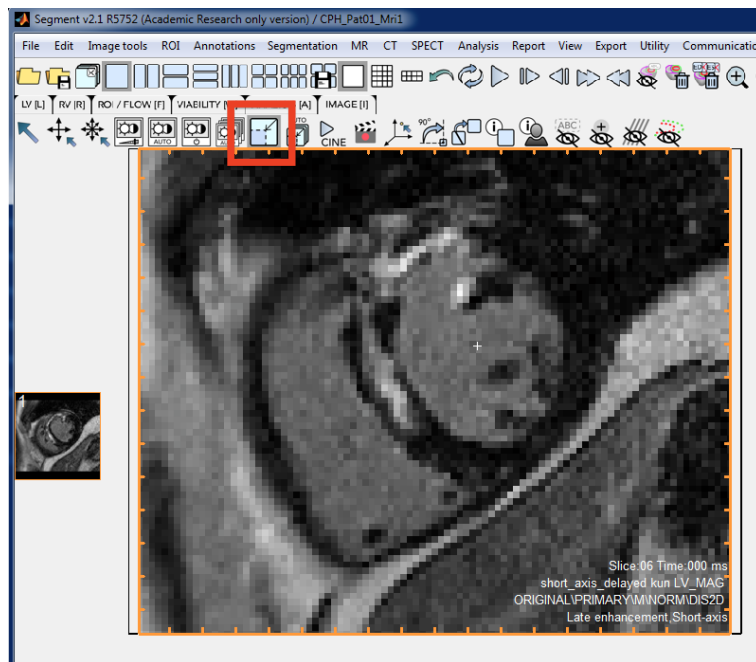 Segment v2.1 R5752 (Academic Research only version) / CPH_Pat01_Mri1
File Edit Image tools ROI Annotations Segmentation MR CT SPECT Analysis Report View Export Utility Communicatio
LV [L] RV [R] ROI / FLOW [F] VIABILITY [A] IMAGE [I]
AUTO CINE 90° ABC
1
Slice:06 Time:000 ms
short_axis_delayed kun LV_MAG
ORIGINAL\PRIMARY\M\NORM\DIS2D
Late enhancement,Short-axis